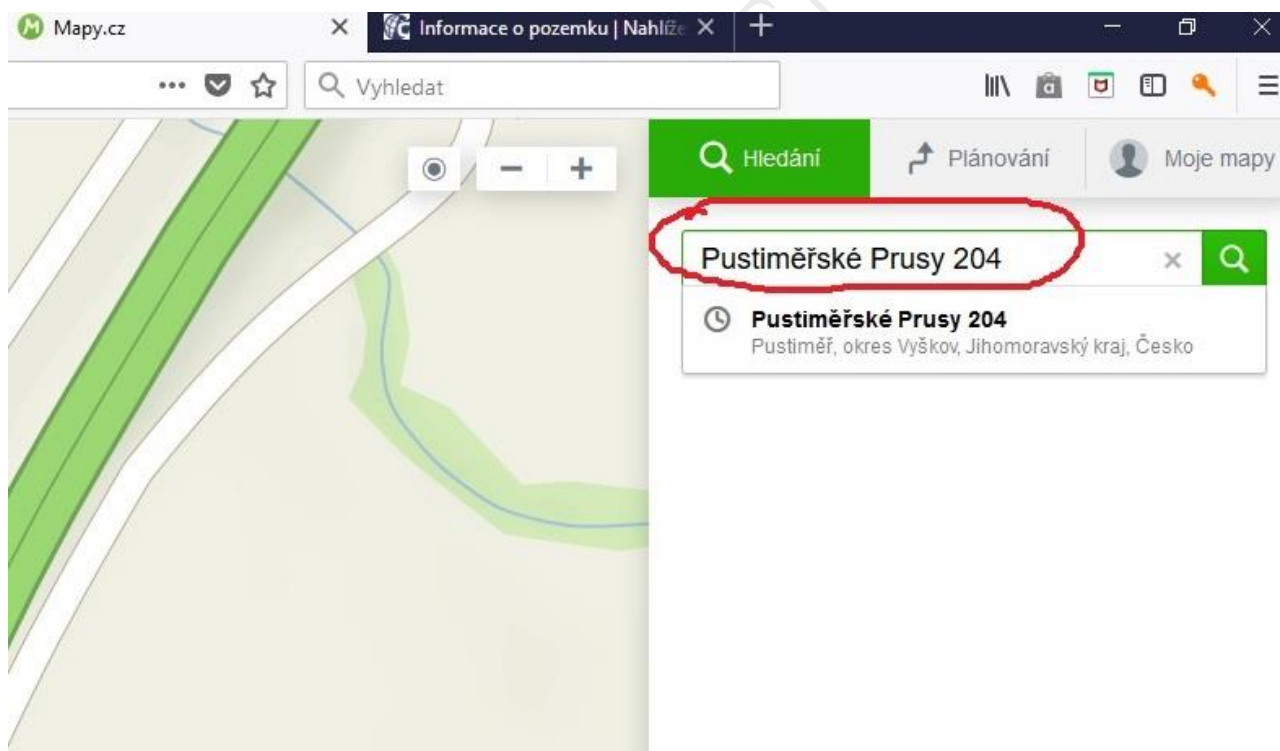 Mapy.cz
Informace o pozemku | Nahlíže
Vyhledat
Hledání
Plánování
Moje mapy
Pustiměřské Prusy 204
Pustiměřské Prusy 204
Pustiměř, okres Vyškov, Jihomoravský kraj, Česko